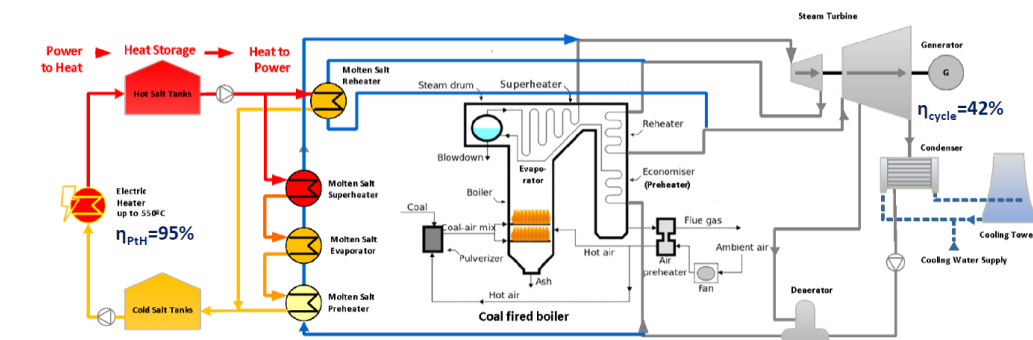 Power
to Heat
Heat Storage
Heat to
Power
Hot Salt Tanks
Molten Salt
Reheater
Electric
Heater
up to 550ºC
ηPtH=95%
Cold Salt Tanks
Molten Salt
Superheater
Molten Salt
Evaporator
Molten Salt
Preheater
Steam drum
Superheater
Blowdown
Evapo-
rator
Boiler
Coal
Coal-air mix
Pulverizer
Hot air
Ash
Coal fired boiler
Reheater
Economiser
(Preheater)
Flue gas
Hot air
Air
preheater
Ambient air
Fan
Steam Turbine
Generator
G
ηcycle=42%
Condenser
Cooling Towe
Cooling Water Supply
Deaerator